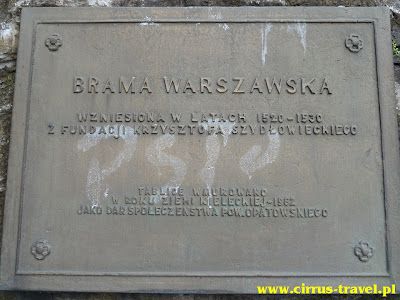 BRAMA WARSZAWSKA
WZNIESIONA W LATACH 1520-1530
Z FUNDACJI KRZYSZTOFA SZYDŁOWIECKIEGO
TABLICĘ WMUROWANO
W ROKU ZIEMI KIELECKIEJ-1962
JAKO DAR SPOŁECZEŃSTWA POW. OPATOWSKIEGO
www.cirrus-travel.pl